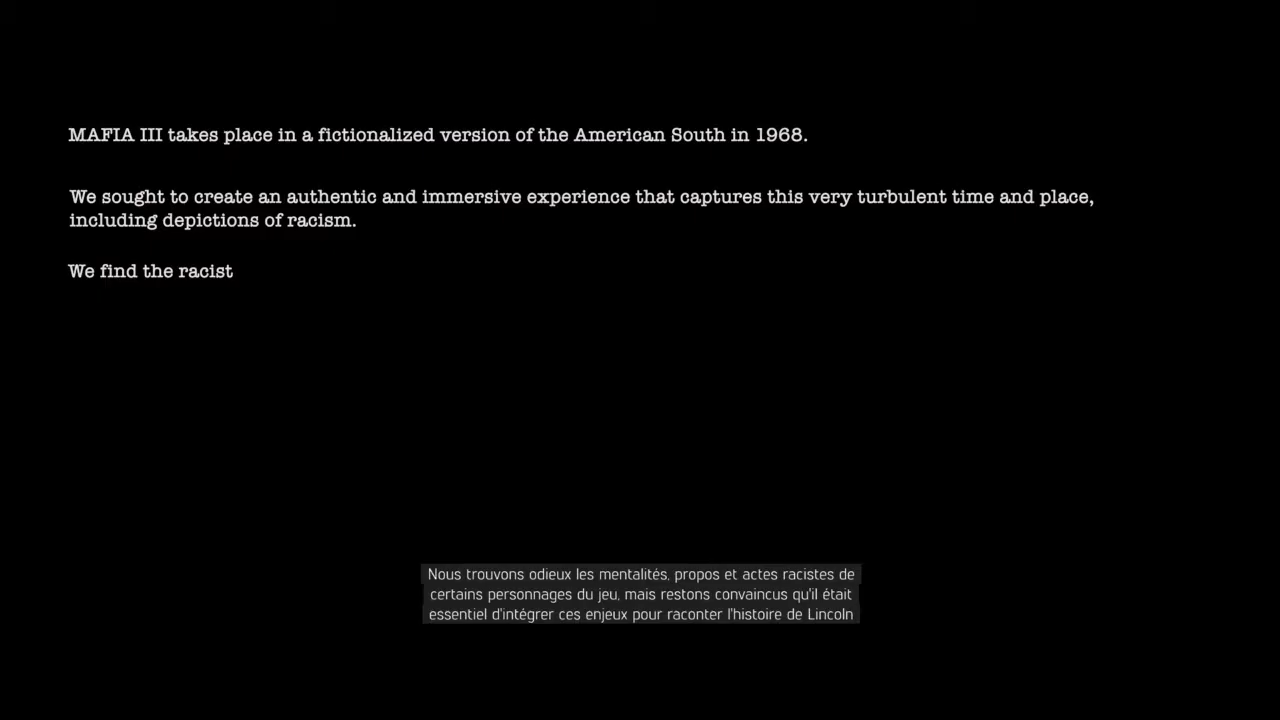 MAFIA III takes place in a fictionalized version of the American South in 1968.
We sought to create an authentic and immersive experience that captures this very turbulent time and place,
including depictions of racism.
We find the racist
Nous trouvons odieux les mentalités, propos et actes racistes de
certains personnages du jeu, mais restons convaincus qu'il était
essentiel d'intégrer ces enjeux pour raconter l'histoire de Lincoln